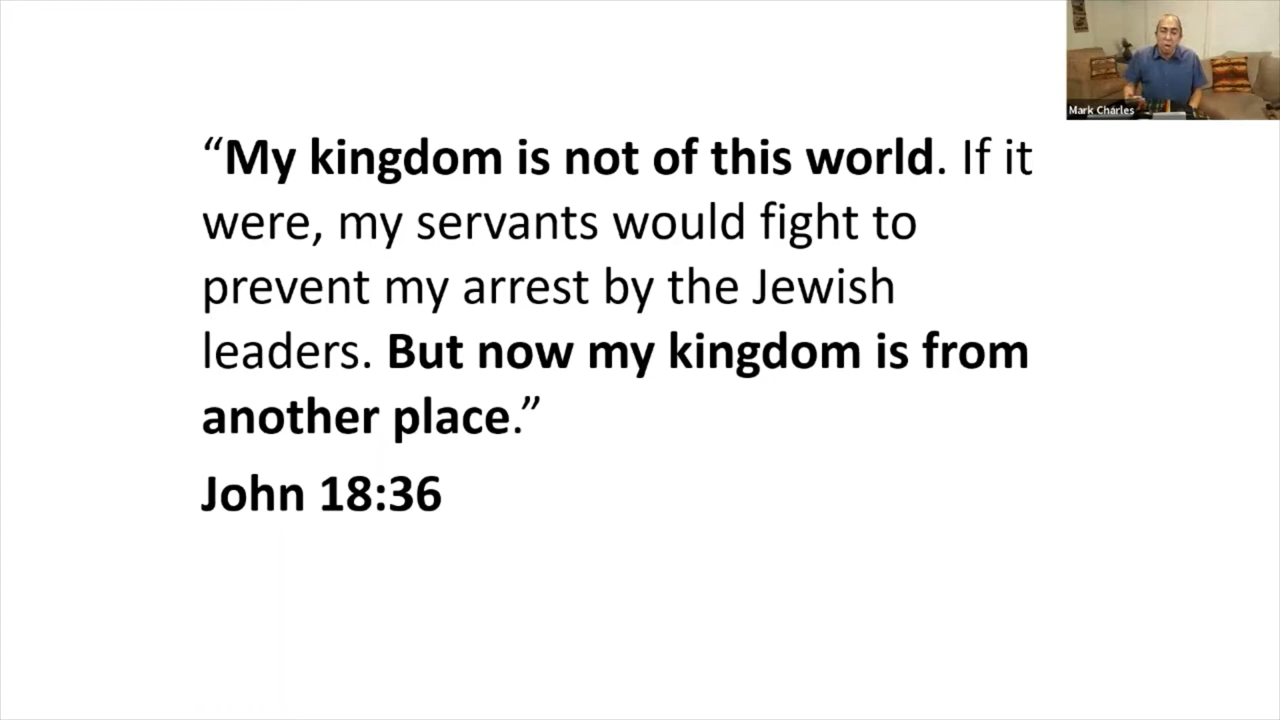 Mark Charles
“My kingdom is not of this world. If it
were, my servants would fight to
prevent my arrest by the Jewish
leaders. But now my kingdom is from
another place.”
John 18:36